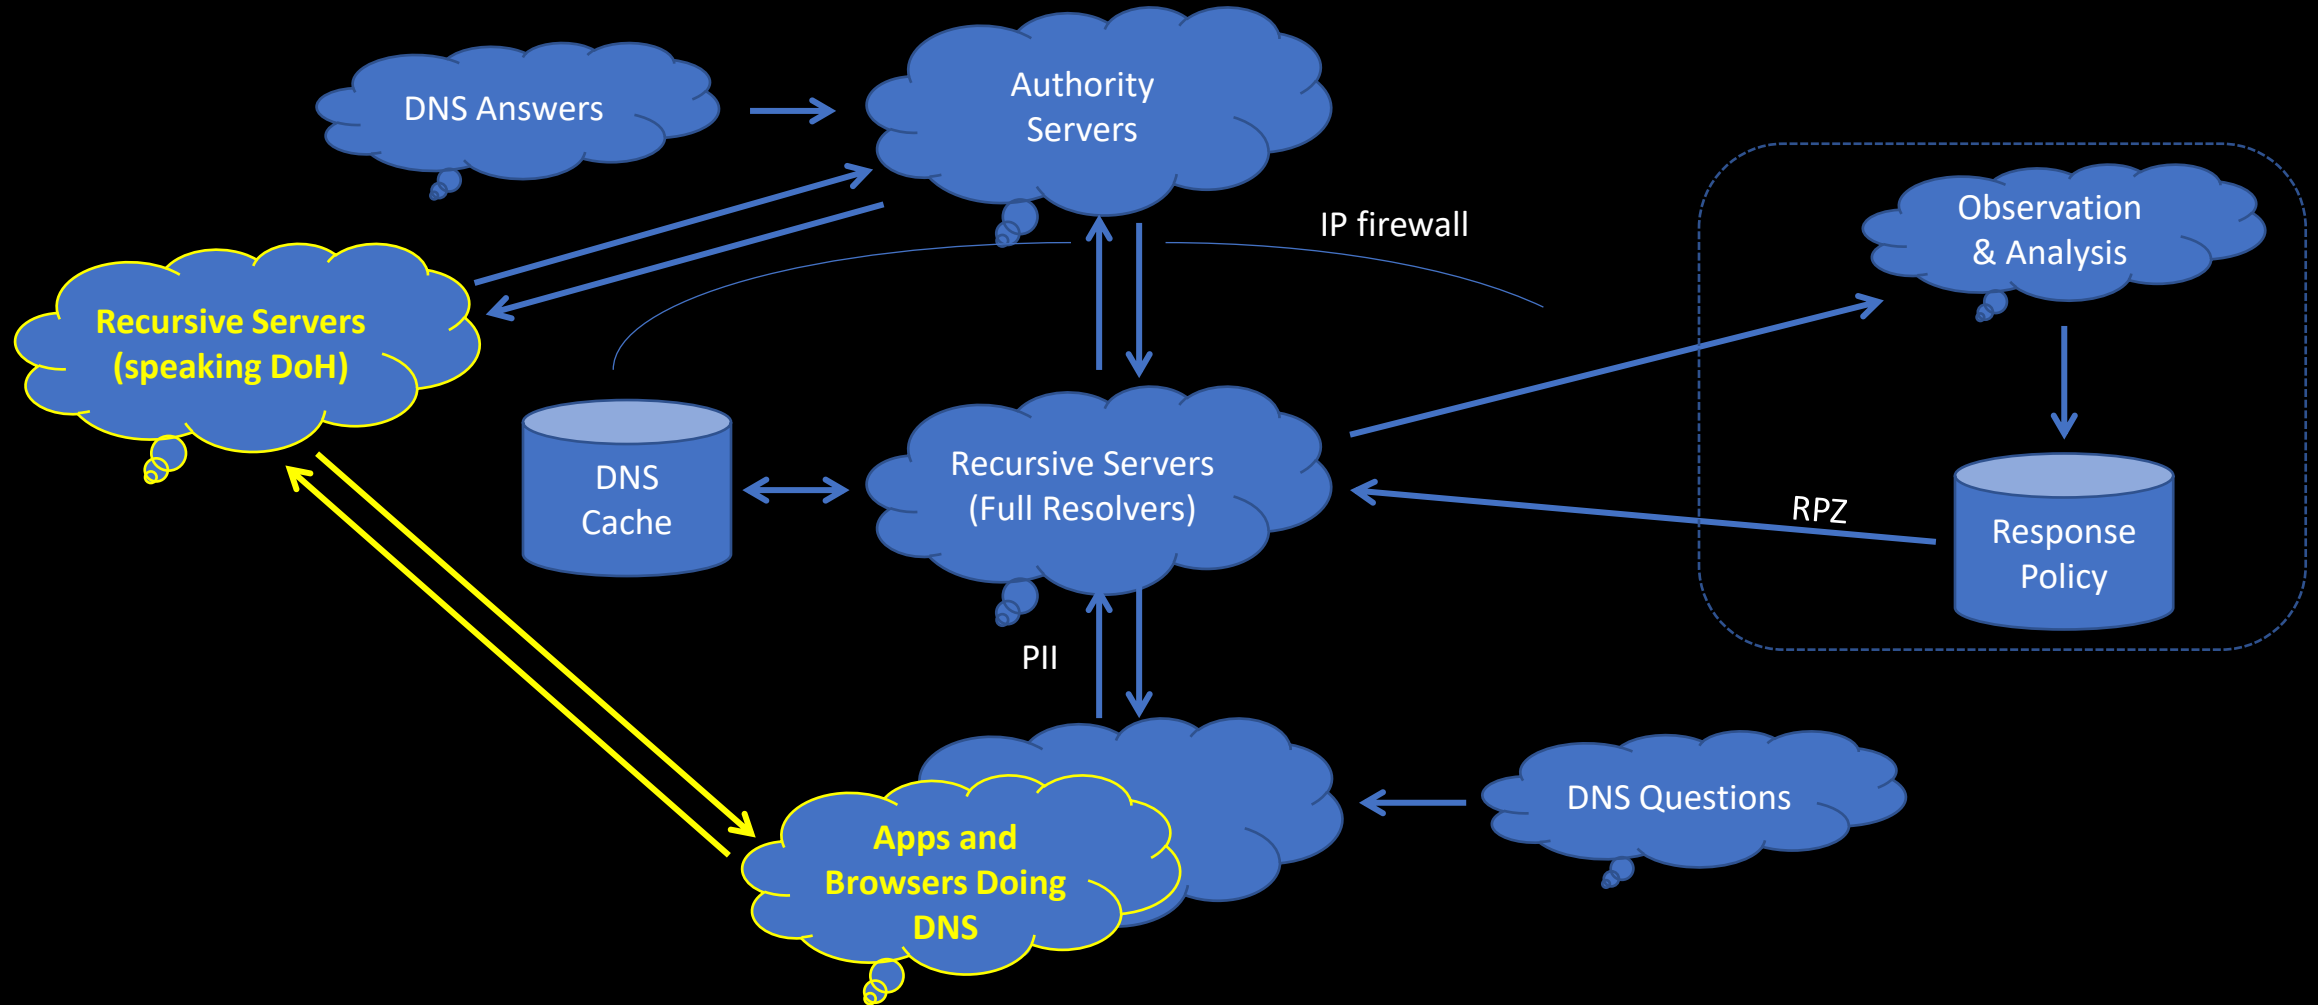 DNS Answers
Authority
Servers
IP firewall
Observation
& Analysis
Recursive Servers
(speaking DoH)
DNS
Cache
Recursive Servers
(Full Resolvers)
RPZ
Response
Policy
PII
DNS Questions
Apps and
Browsers Doing
DNS